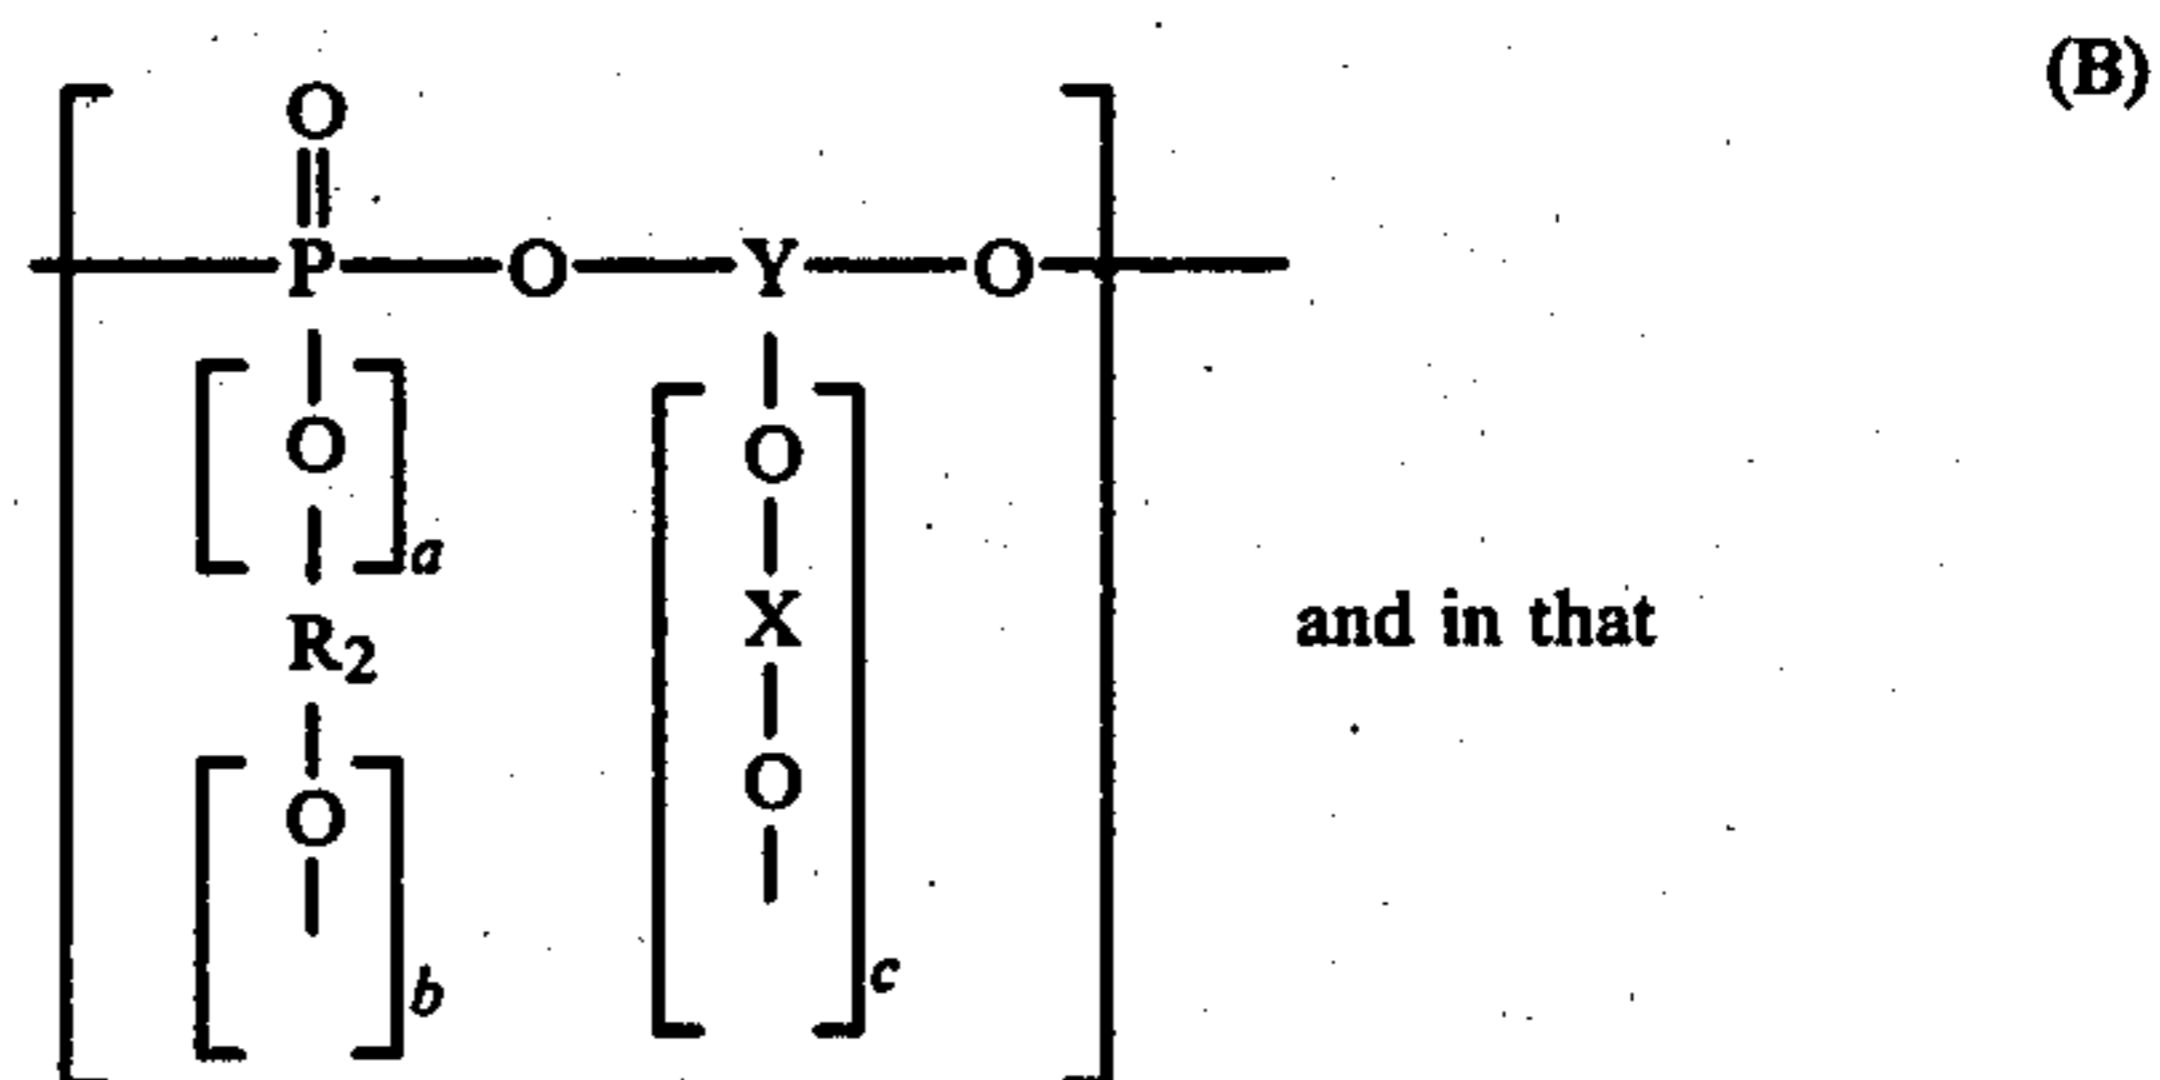 (B)
O
P O Y O
O O
a
R2 X and in that
O O
b c